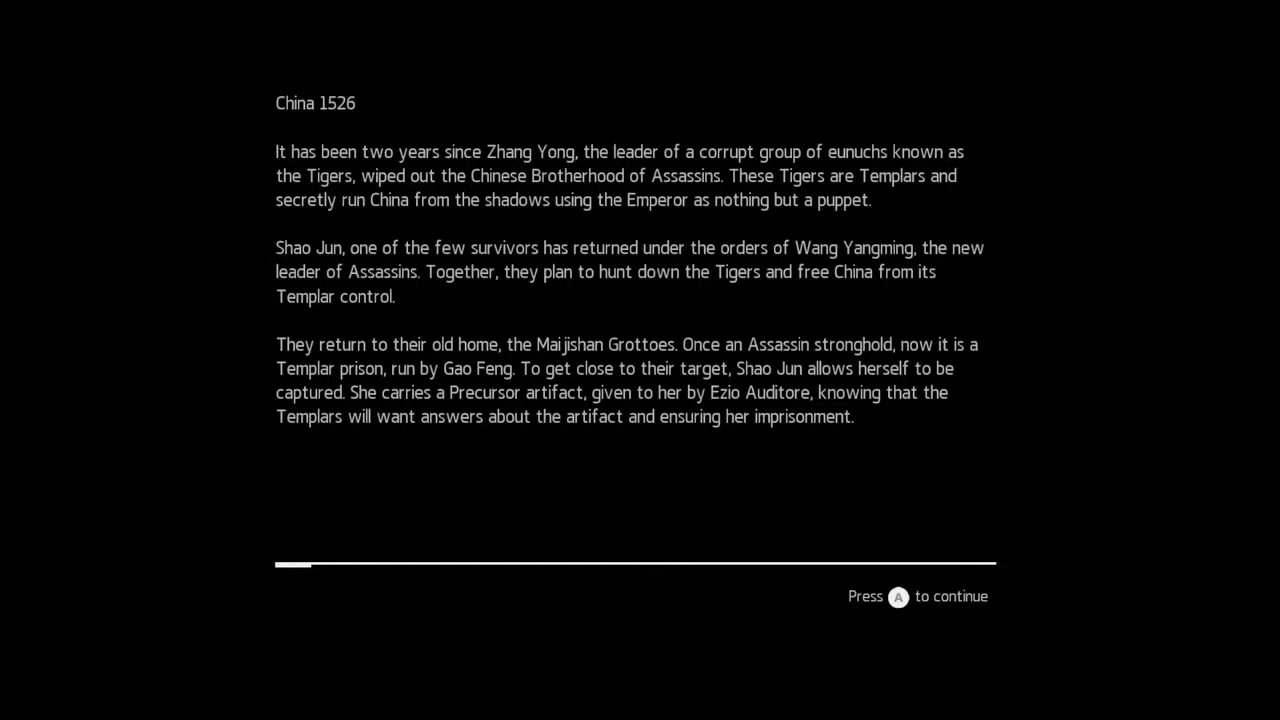 China 1526
It has been two years since Zhang Yong, the leader of a corrupt group of eunuchs known as
the Tigers, wiped out the Chinese Brotherhood of Assassins. These Tigers are Templars and
secretly run China from the shadows using the Emperor as nothing but a puppet.
Shao Jun, one of the few survivors has returned under the orders of Wang Yangming, the new
leader of Assassins. Together, they plan to hunt down the Tigers and free China from its
Templar control.
They return to their old home, the Maijishan Grottoes. Once an Assassin stronghold, now it is a
Templar prison, run by Gao Feng. To get close to their target, Shao Jun allows herself to be
captured. She carries a Precursor artifact, given to her by Ezio Auditore, knowing that the
Templars will want answers about the artifact and ensuring her imprisonment.
Press A to continue